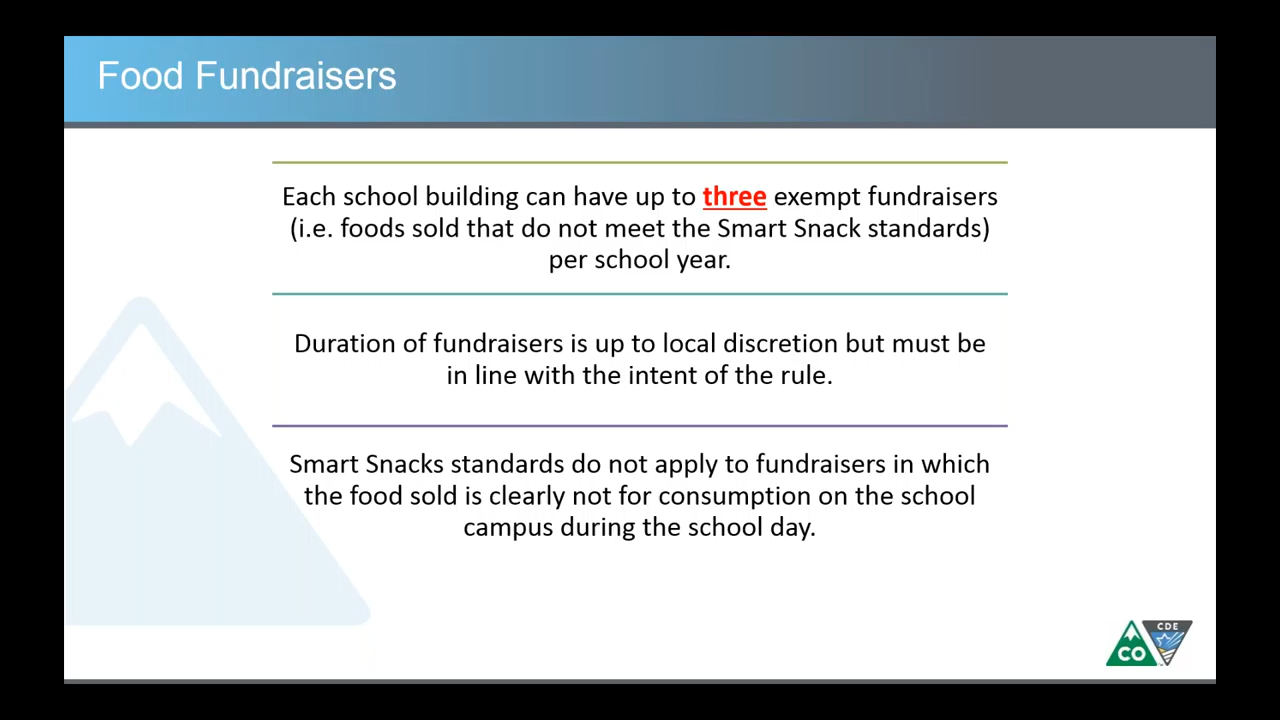 Food Fundraisers
Each school building can have up to three exempt fundraisers
(i.e. foods sold that do not meet the Smart Snack standards)
per school year.
Duration of fundraisers is up to local discretion but must be
in line with the intent of the rule.
Smart Snacks standards do not apply to fundraisers in which
the food sold is clearly not for consumption on the school
campus during the school day.
CDE
CO